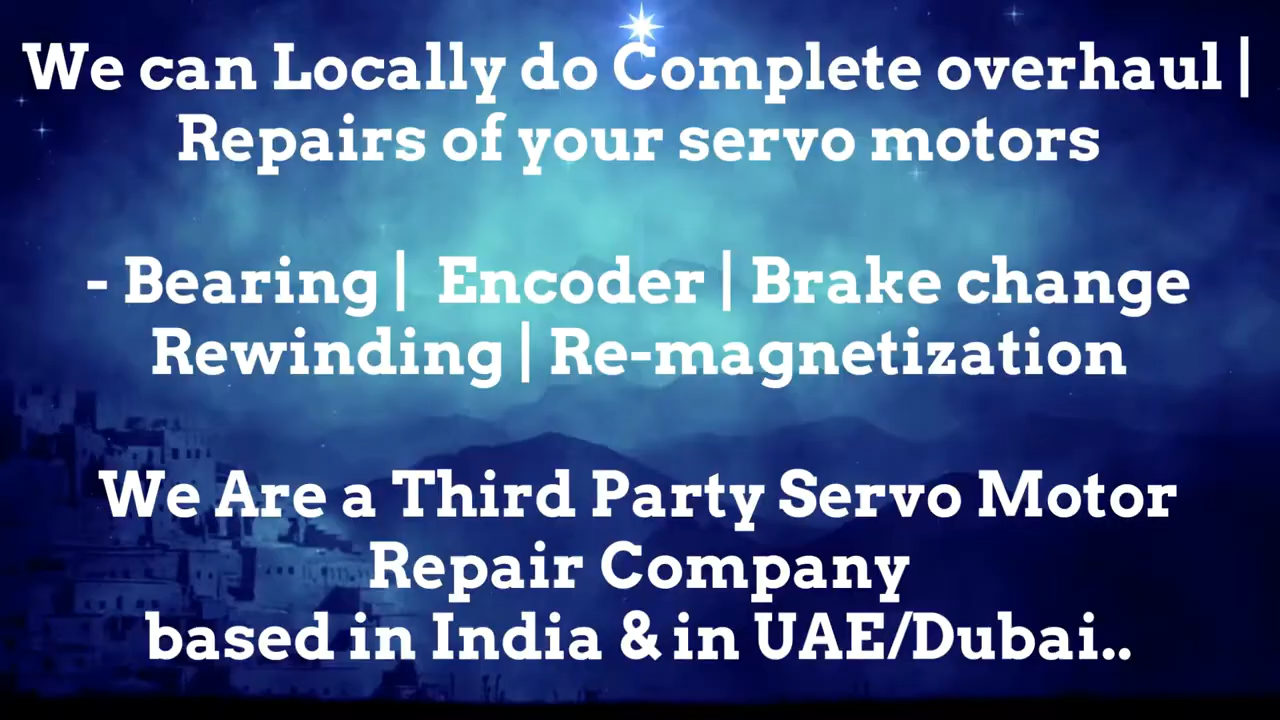 We can Locally do Complete overhaul |
Repairs of your servo motors
- Bearing | Encoder | Brake change
Rewinding | Re-magnetization
We Are a Third Party Servo Motor
Repair Company
based in India & in UAE/Dubai..